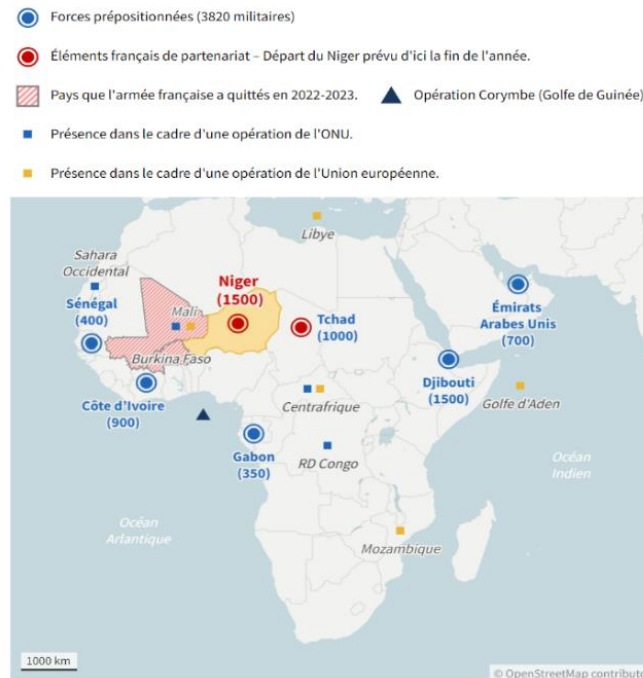 Forces prépositionnées (3820 militaires)
Éléments français de partenariat – Départ du Niger prévu d'ici la fin de l'année.
Pays que l'armée française a quittés en 2022-2023.
Opération Corymbe (Golfe de Guinée)
Présence dans le cadre d'une opération de l'ONU.
Présence dans le cadre d'une opération de l'Union européenne.
Libye
Sahara
Occidental
Niger
(1500)
Sénégal
(400)
Mali
Tchad
(1000)
Émirats
Arabes Unis
(700)
Burkina Faso
Djibouti
(1500)
Côte d'Ivoire
(900)
Centrafrique
Golfe d'Aden
Gabon
(350)
RD Congo
Océan
Indien
Océan
Atlantique
Mozambique
1000 km
© OpenStreetMap contributo